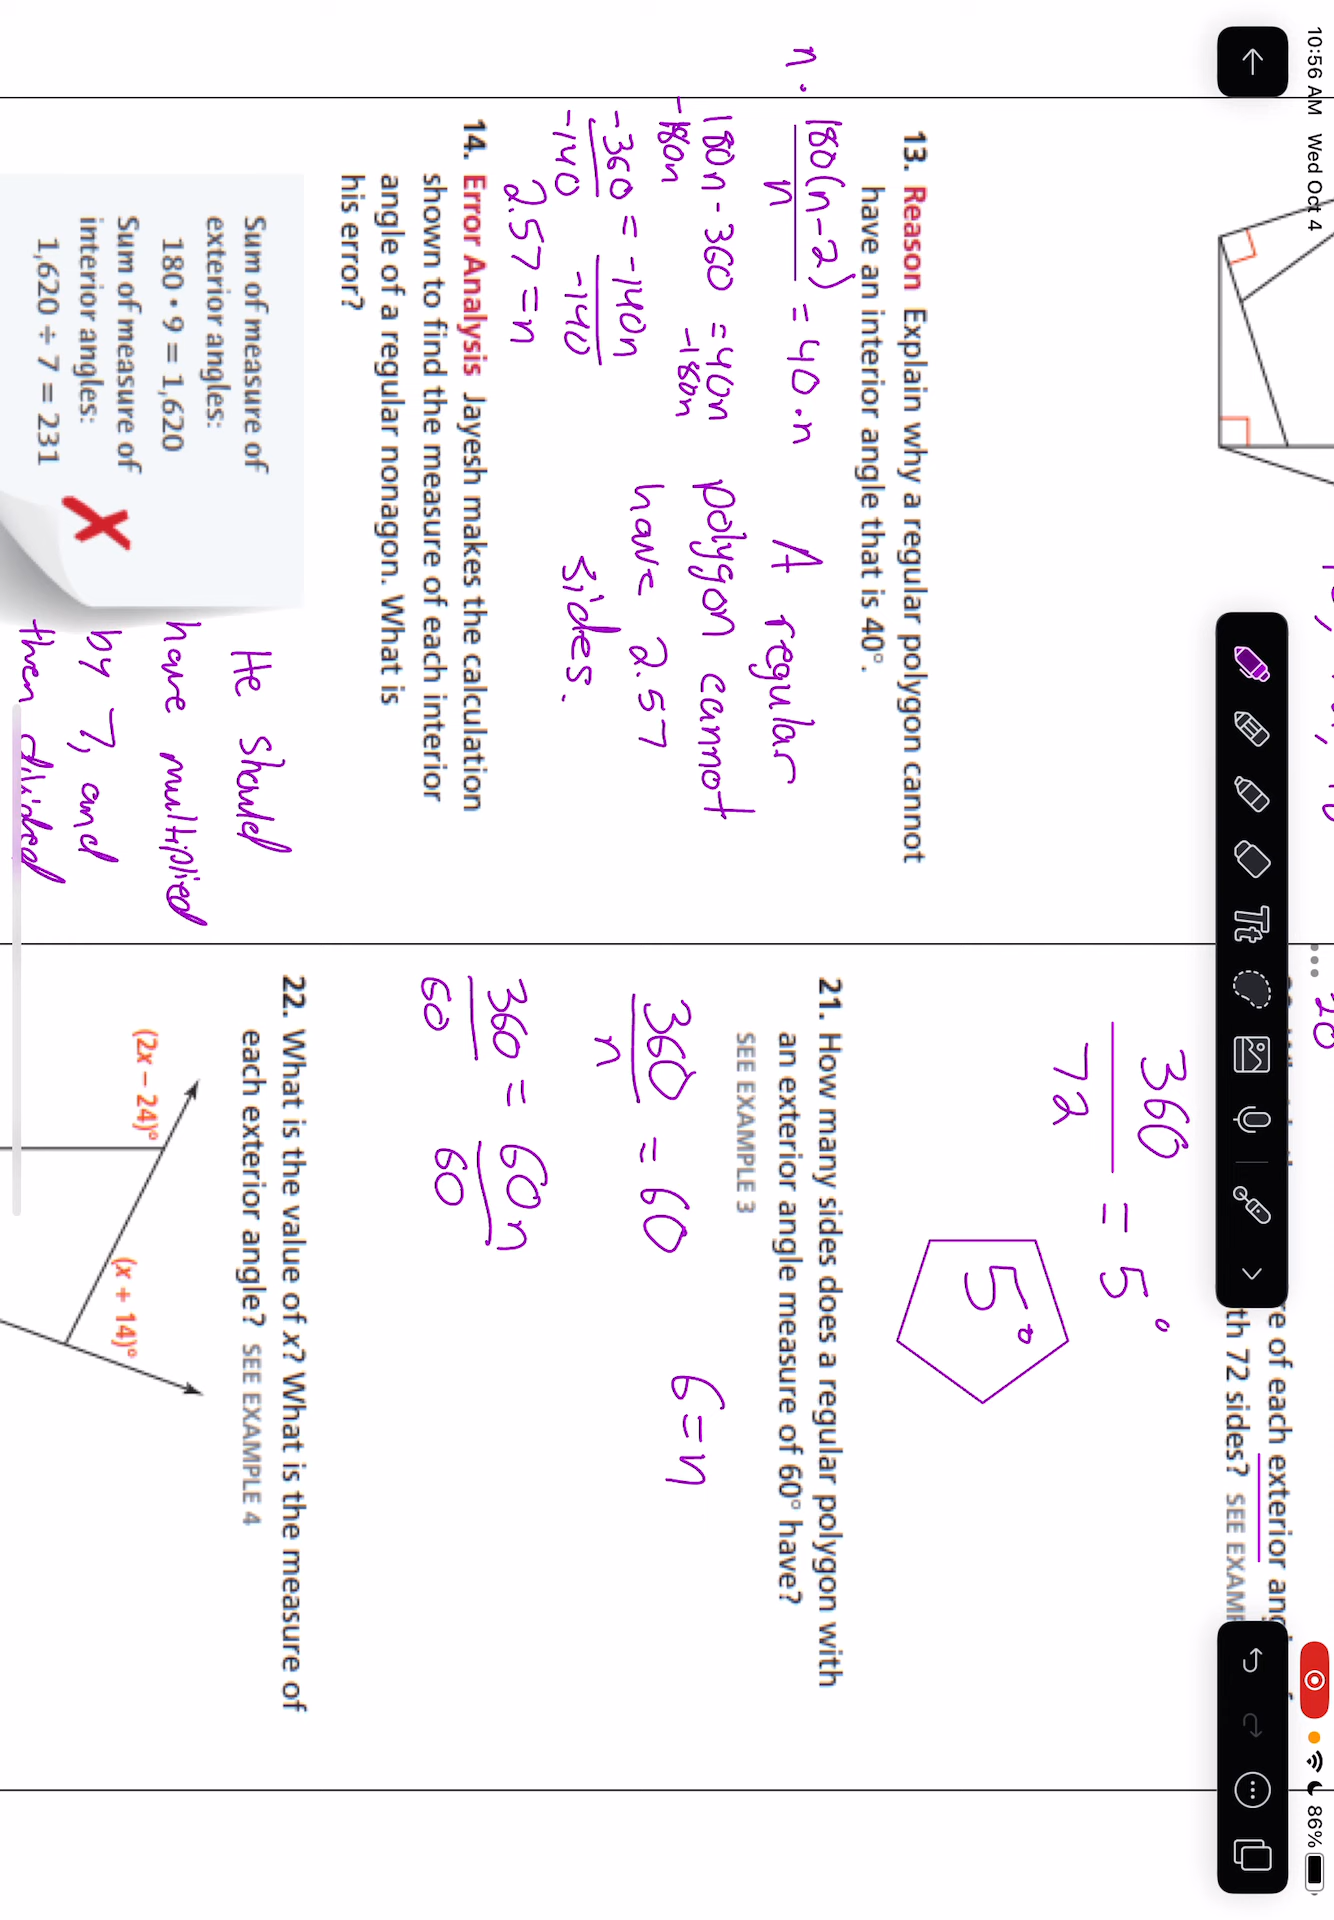 10:56 AM Wed Oct 4
86%
Tt
13. Reason Explain why a regular polygon cannot
have an interior angle that is 40°.
n · 180(n-2) / n = 40 · n
180n - 360 = 40n
-180n -180n
-360 = -140n
-140 -140
2.57 = n
A regular
polygon cannot
have 2.57
sides.
14. Error Analysis Jayesh makes the calculation
shown to find the measure of each interior
angle of a regular nonagon. What is
his error?
Sum of measure of
exterior angles:
180 • 9 = 1,620
Sum of measure of
interior angles:
1,620 ÷ 7 = 231
He should
have multiplied
by 7, and
then divided
e of each exterior
th 72 sides? SEE
360
72
= 5°
5°
21. How many sides does a regular polygon with
an exterior angle measure of 60° have?
SEE EXAMPLE 3
360
n
= 60
6 = n
360 = 60n
60 60
22. What is the value of x? What is the measure of
each exterior angle? SEE EXAMPLE 4
(2x – 24)°
(x + 14)°